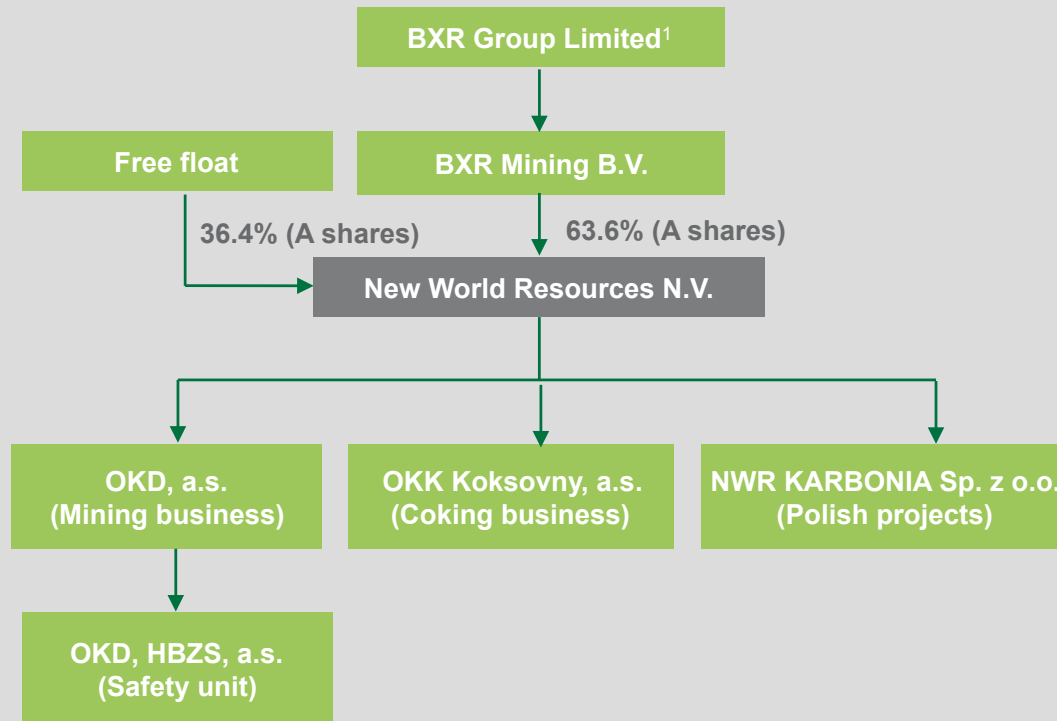 BXR Group Limited¹
Free float
BXR Mining B.V.
36.4% (A shares)
63.6% (A shares)
New World Resources N.V.
OKD, a.s.
(Mining business)
OKK Koksovny, a.s.
(Coking business)
NWR KARBONIA Sp. z o.o.
(Polish projects)
OKD, HBZS, a.s.
(Safety unit)